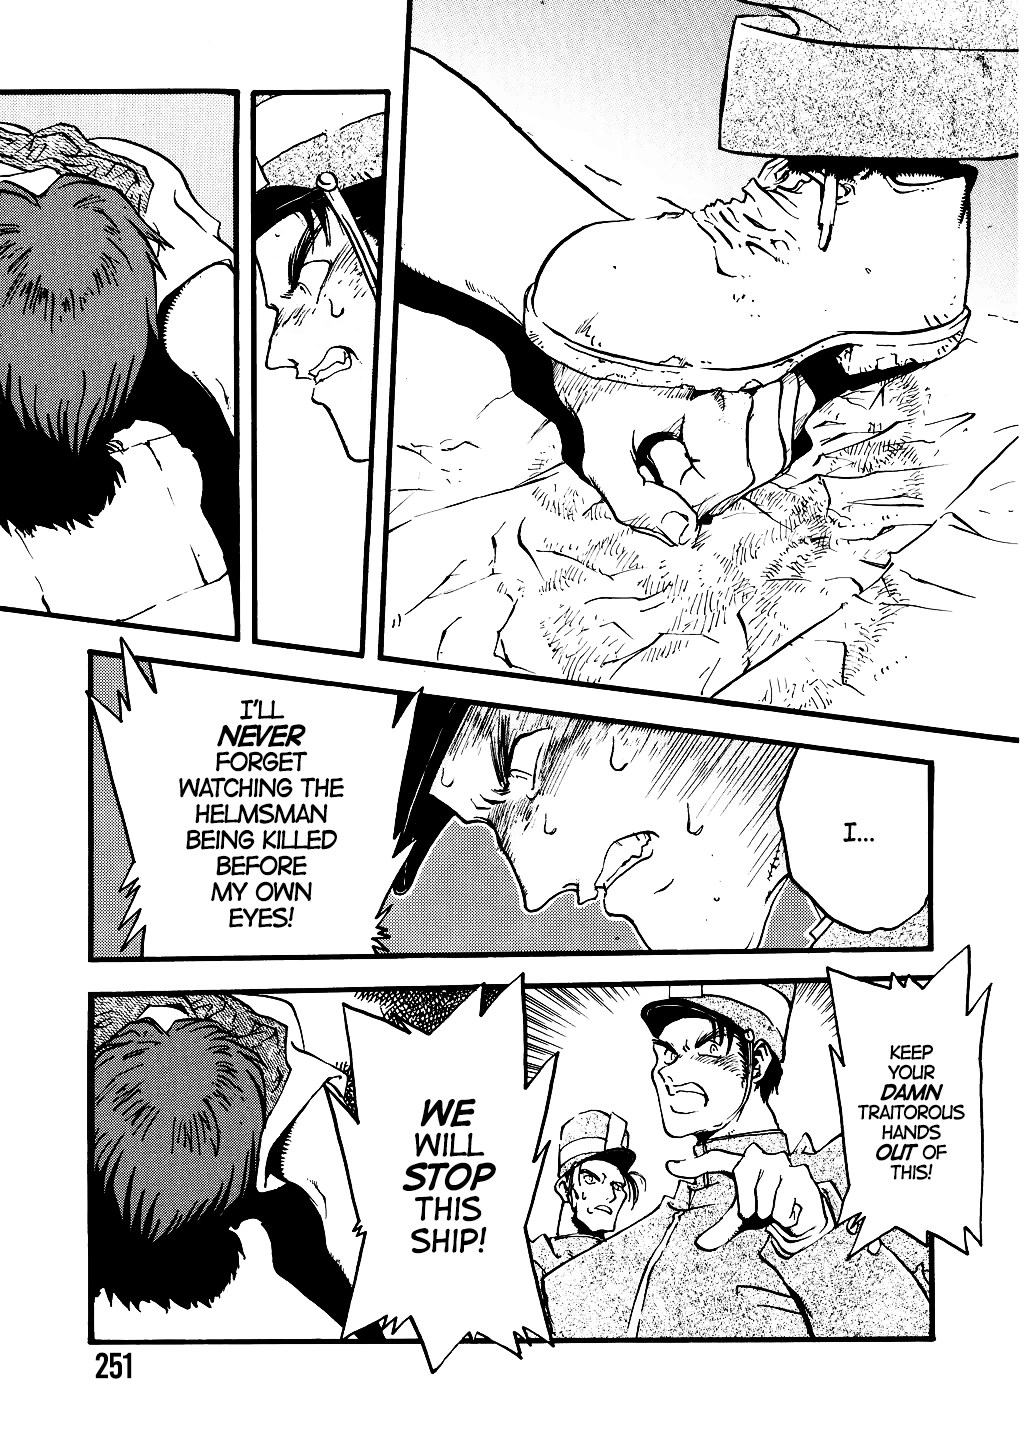 I...
I'LL
NEVER
FORGET
WATCHING THE
HELMSMAN
BEING KILLED
BEFORE
MY OWN
EYES!
KEEP
YOUR
DAMN
TRAITOROUS
HANDS
OUT OF
THIS!
WE
WILL
STOP
THIS
SHIP!
251